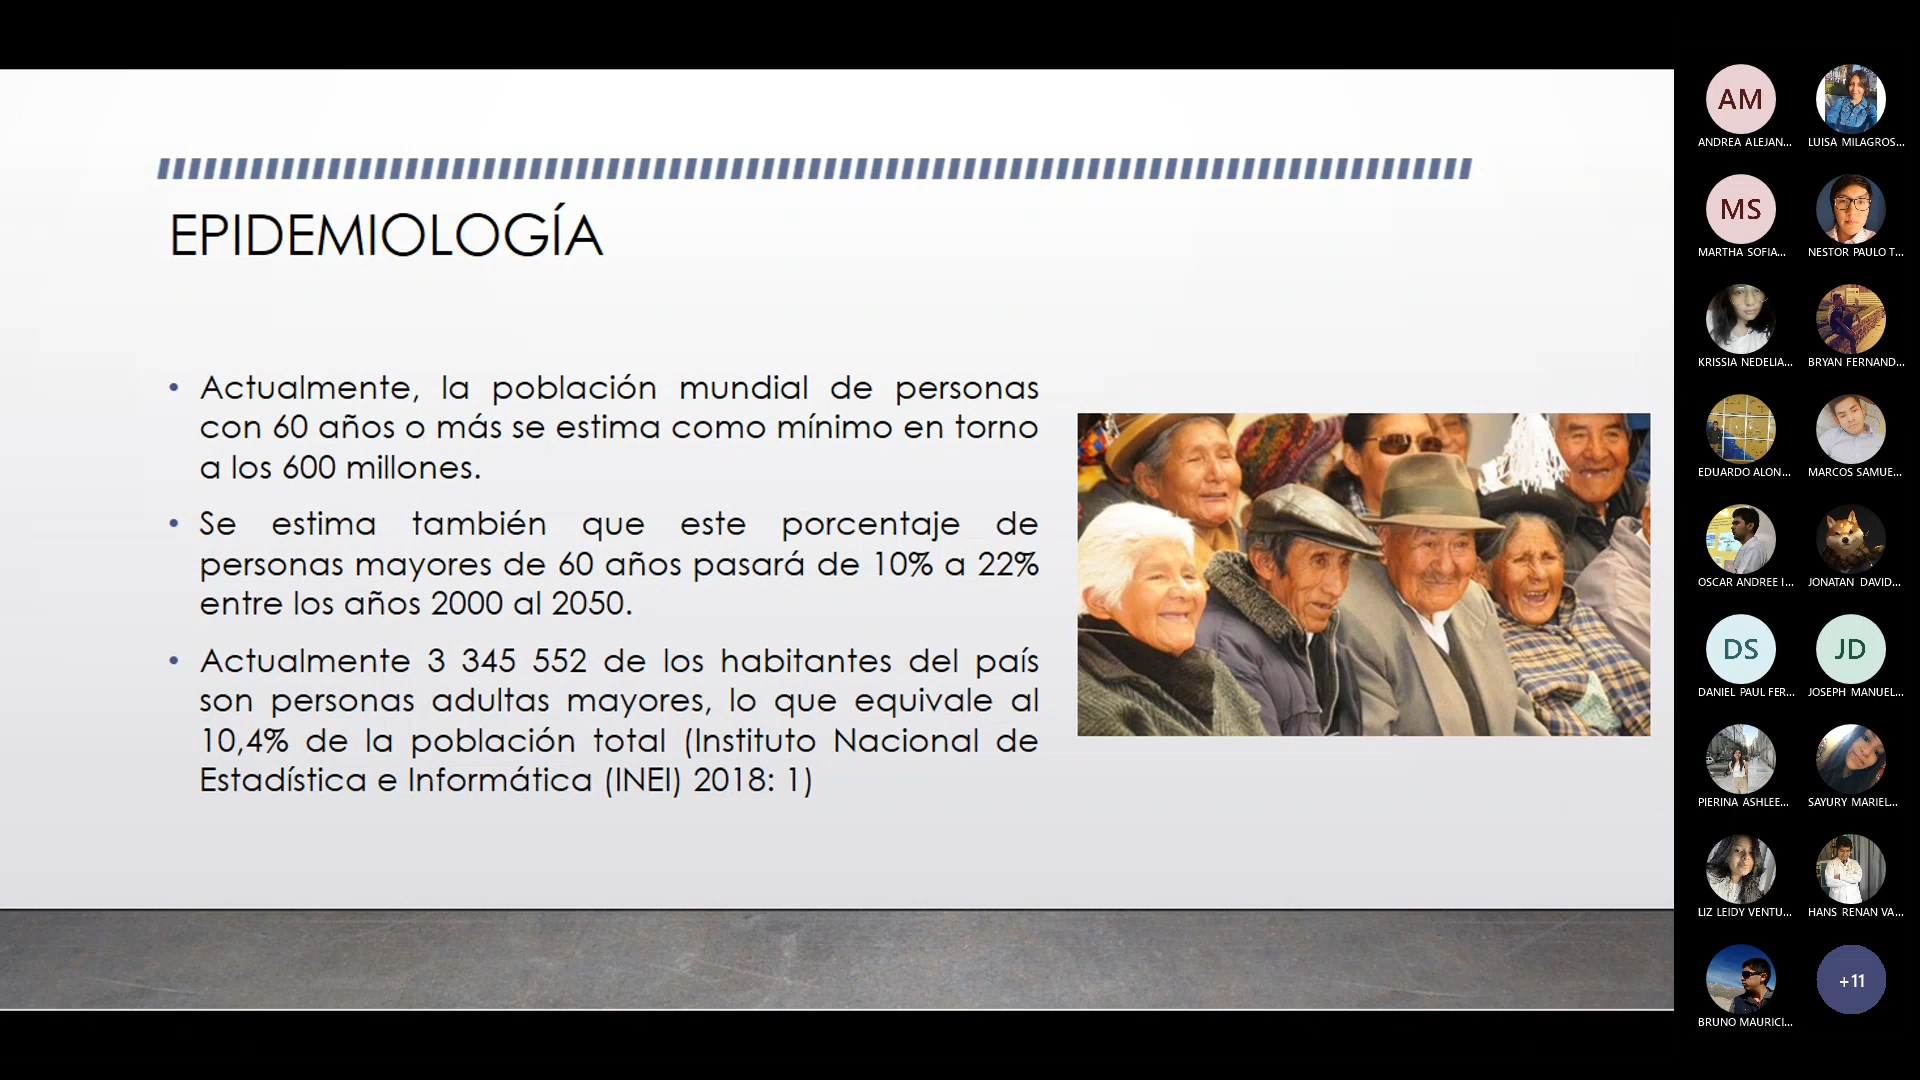 EPIDEMIOLOGÍA
• Actualmente, la población mundial de personas
con 60 años o más se estima como mínimo en torno
a los 600 millones.
• Se estima también que este porcentaje de
personas mayores de 60 años pasará de 10% a 22%
entre los años 2000 al 2050.
• Actualmente 3 345 552 de los habitantes del país
son personas adultas mayores, lo que equivale al
10,4% de la población total (Instituto Nacional de
Estadística e Informática (INEI) 2018: 1)
AM
ANDREA ALEJAN...
LUISA MILAGROS...
MS
MARTHA SOFIA...
NESTOR PAULO T...
KRISSIA NEDELIA...
BRYAN FERNAND...
EDUARDO ALON...
MARCOS SAMUE...
OSCAR ANDREE I...
JONATAN DAVID...
DS
DANIEL PAUL FER...
JD
JOSEPH MANUEL...
PIERINA ASHLEE...
SAYURY MARIEL...
LIZ LEIDY VENTU...
HANS RENAN VA...
BRUNO MAURICI...
+11